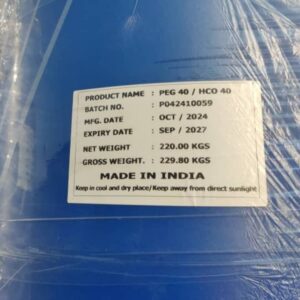 PRODUCT NAME : PEG 40 / HCO 40
BATCH NO. : P042410059
MFG. DATE : OCT / 2024
EXPIRY DATE : SEP / 2027
NET WEIGHT : 220.00 KGS
GROSS WEIGHT. : 229.80 KGS
MADE IN INDIA
Keep in cool and dry place/Keep away from direct sunlight